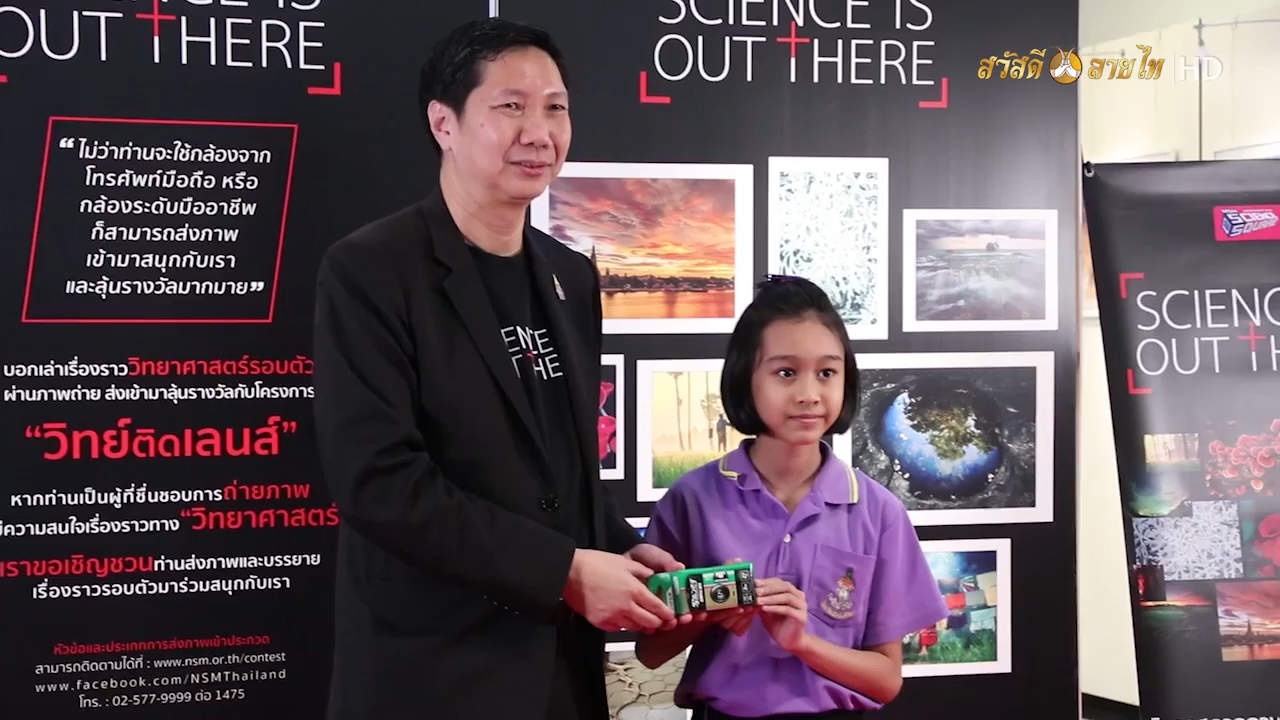 SCIENCE IS
OUT THERE
“ไม่ว่าท่านจะใช้กล้องจาก
โทรศัพท์มือถือ หรือ
กล้องระดับมืออาชีพ
ก็สามารถส่งภาพ
เข้ามาสนุกกับเรา
และลุ้นรางวัลมากมาย”
บอกเล่าเรื่องราววิทยาศาสตร์รอบตัว
ผ่านภาพถ่าย ส่งเข้ามาลุ้นรางวัลกับโครงการ
“วิทย์ติดเลนส์”
หากท่านเป็นผู้ที่ชื่นชอบการถ่ายภาพ
มีความสนใจเรื่องราวทาง “วิทยาศาสตร์
เราขอเชิญชวนท่านส่งภาพและบรรยาย
เรื่องราวรอบตัวมาร่วมสนุกกับเรา
หัวข้อและประเภทการส่งภาพเข้าประกวด
สามารถติดตามได้ที่ : www.nsm.or.th/contest
www.facebook.com/NSMThailand
โทร. : 02-577-9999 ต่อ 1475
SCIENCE IS
OUT THERE
สวัสดี สายไท HD
SCIENC
OUT THE